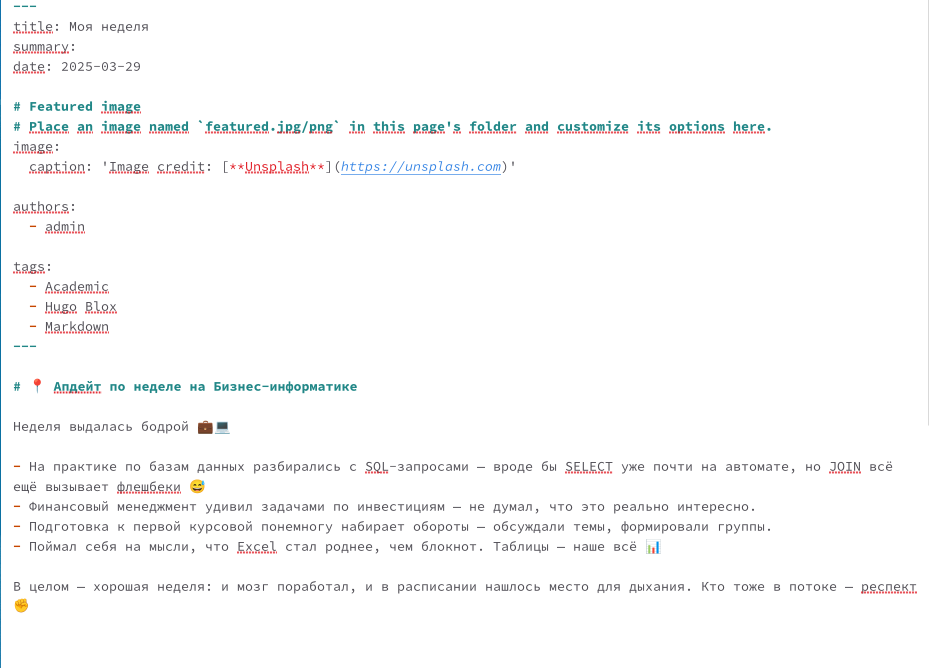 ---
title: Моя неделя
summary:
date: 2025-03-29

# Featured image
# Place an image named `featured.jpg/png` in this page's folder and customize its options here.
image:
  caption: 'Image credit: [**Unsplash**](https://unsplash.com)'

authors:
  - admin

tags:
  - Academic
  - Hugo Blox
  - Markdown
---

# 📍 Апдейт по неделе на Бизнес-информатике

Неделя выдалась бодрой 💼💻

- На практике по базам данных разбирались с SQL-запросами — вроде бы SELECT уже почти на автомате, но JOIN всё
ещё вызывает флешбеки 😅
- Финансовый менеджмент удивил задачами по инвестициям — не думал, что это реально интересно.
- Подготовка к первой курсовой понемногу набирает обороты — обсуждали темы, формировали группы.
- Поймал себя на мысли, что Excel стал роднее, чем блокнот. Таблицы — наше всё 📊

В целом — хорошая неделя: и мозг поработал, и в расписании нашлось место для дыхания. Кто тоже в потоке — респект
✊